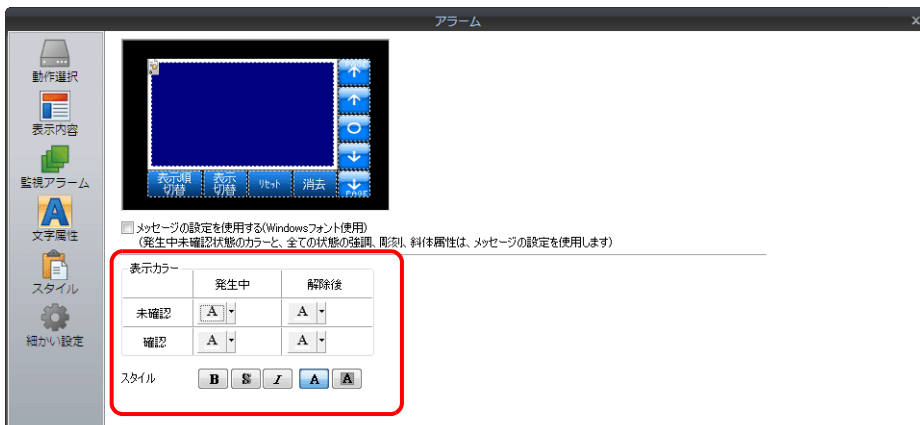 アラーム
動作選択
表示内容
監視アラーム
文字属性
スタイル
細かい設定
表示順
切替
表示
切替
リセット
消去
PAGE
メッセージの設定を使用する(Windowsフォント使用)
(発生中未確認状態のカラーと、全ての状態の強調、彫刻、斜体属性は、メッセージの設定を使用します)
表示カラー
発生中 解除後
未確認 A A
確認 A A
スタイル B S I A A